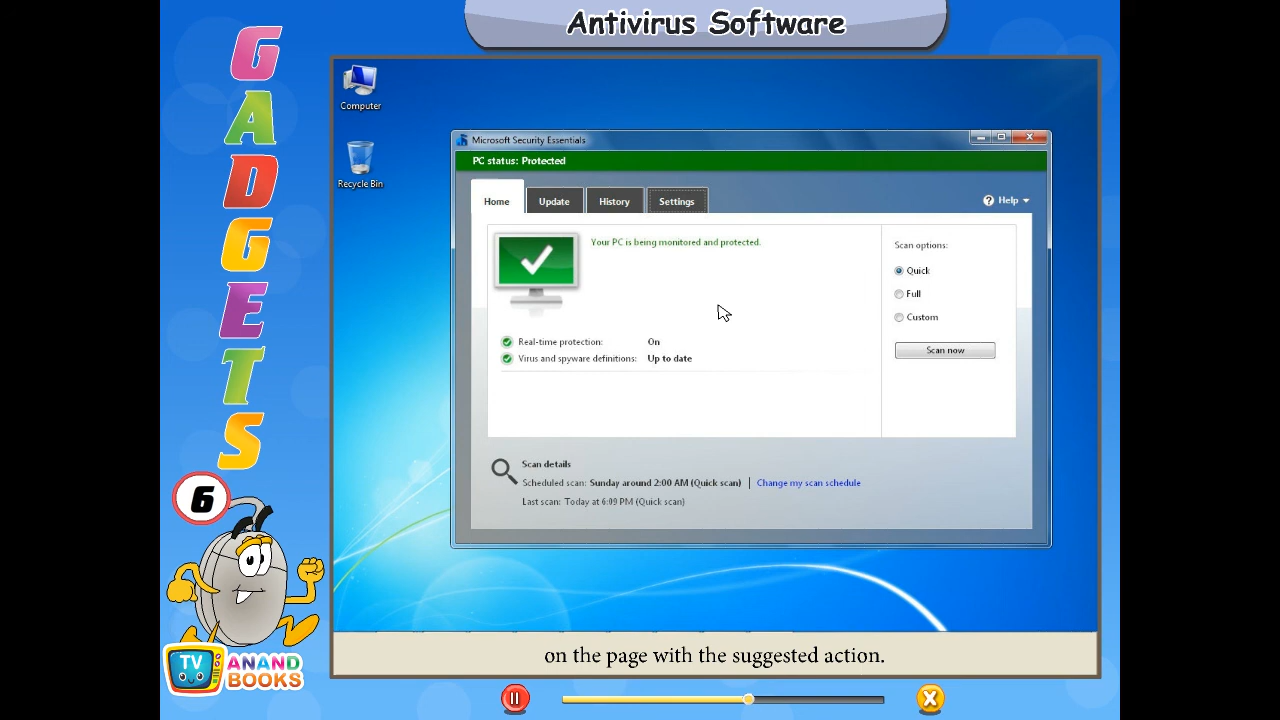 Antivirus Software
GADGETS
6
TV
ANAND
BOOKS
Computer
Recycle Bin
Microsoft Security Essentials
PC status: Protected
Home
Update
History
Settings
Help
Your PC is being monitored and protected.
Real-time protection: On
Virus and spyware definitions: Up to date
Scan options:
Quick
Full
Custom
Scan now
Scan details
Scheduled scan: Sunday around 2:00 AM (Quick scan) | Change my scan schedule
Last scan: Today at 6:09 PM (Quick scan)
on the page with the suggested action.